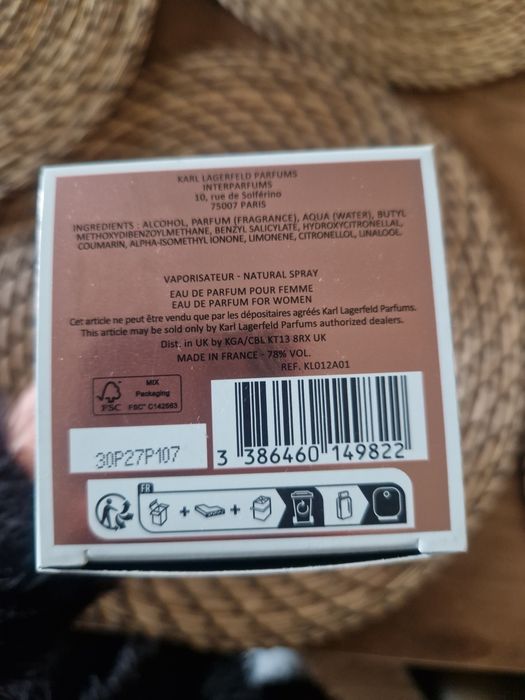 KARL LAGERFELD PARFUMS
INTERPARFUMS
10, rue de Solférino
75007 PARIS
INGREDIENTS : ALCOHOL, PARFUM (FRAGRANCE), AQUA (WATER), BUTYL
METHOXYDIBENZOYLMETHANE, BENZYL SALICYLATE, HYDROXYCITRONELLAL,
COUMARIN, ALPHA-ISOMETHYL IONONE, LIMONENE, CITRONELLOL, LINALOOL.
VAPORISATEUR - NATURAL SPRAY
EAU DE PARFUM POUR FEMME
EAU DE PARFUM FOR WOMEN
Cet article ne peut être vendu que par les dépositaires agréés Karl Lagerfeld Parfums.
This article may be sold only by Karl Lagerfeld Parfums authorized dealers.
Dist. in UK by KGA/CBL KT13 8RX UK
MADE IN FRANCE - 78% VOL.
REF. KL012A01
MIX
Packaging
FSC
FSC® C142663
30P27P107
3 386460 149822
FR